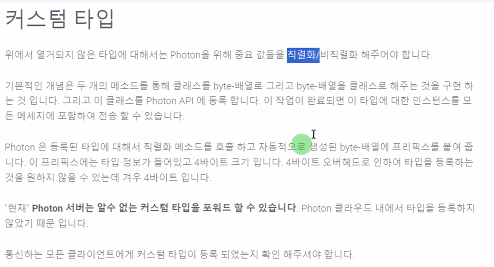 커스텀 타입
위에서 열거되지 않은 타입에 대해서는 Photon을 위해 중요 값들을 직렬화/비직렬화 해주어야 합니다.
기본적인 개념은 두 개의 메소드를 통해 클래스를 byte-배열로 그리고 byte-배열을 클래스로 해주는 것을 구현 하
는 것 입니다. 그리고 이 클래스를 Photon API 에 등록 합니다. 이 작업이 완료되면 이 타입에 대한 인스턴스를 모
든 메세지에 포함하여 전송 할 수 있습니다.
Photon 은 등록된 타입에 대해서 직렬화 메소드를 호출 하고 자동적으로 생성된 byte-배열에 프리픽스를 붙여 줍
니다. 이 프리픽스에는 타입 정보가 들어있고 4바이트 크기 입니다. 4바이트 오버헤드로 인하여 타입을 등록하는
것을 원하지 않을 수 있는데 겨우 4바이트 입니다.
"현재" Photon 서버는 알수 없는 커스텀 타입을 포워드 할 수 있습니다. Photon 클라우드 내에서 타입을 등록하지
않았기 때문 입니다.
통신하는 모든 클라이언트에게 커스텀 타입이 등록 되었는지 확인 해주셔야 합니다.